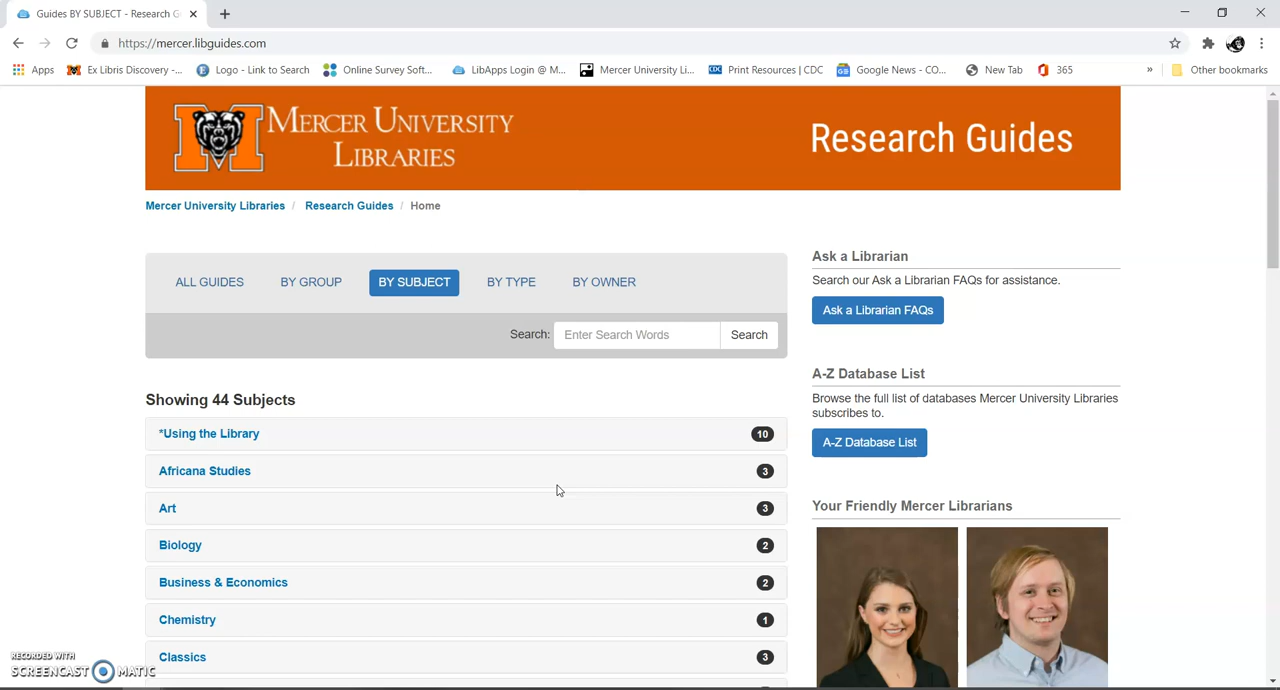 Guides BY SUBJECT - Research G
https://mercer.libguides.com
Apps
Ex Libris Discovery -...
Logo - Link to Search
Online Survey Soft...
LibApps Login @ M...
Mercer University Li...
CDC
Print Resources | CDC
Google News - CO...
New Tab
365
»
Other bookmarks
MERCER UNIVERSITY
LIBRARIES
Research Guides
Mercer University Libraries / Research Guides / Home
ALL GUIDES
BY GROUP
BY SUBJECT
BY TYPE
BY OWNER
Search: Enter Search Words Search
Showing 44 Subjects
*Using the Library 10
Africana Studies 3
Art 3
Biology 2
Business & Economics 2
Chemistry 1
Classics 3
Ask a Librarian
Search our Ask a Librarian FAQs for assistance.
Ask a Librarian FAQs
A-Z Database List
Browse the full list of databases Mercer University Libraries
subscribes to.
A-Z Database List
Your Friendly Mercer Librarians
RECORDED WITH
SCREENCAST MATIC